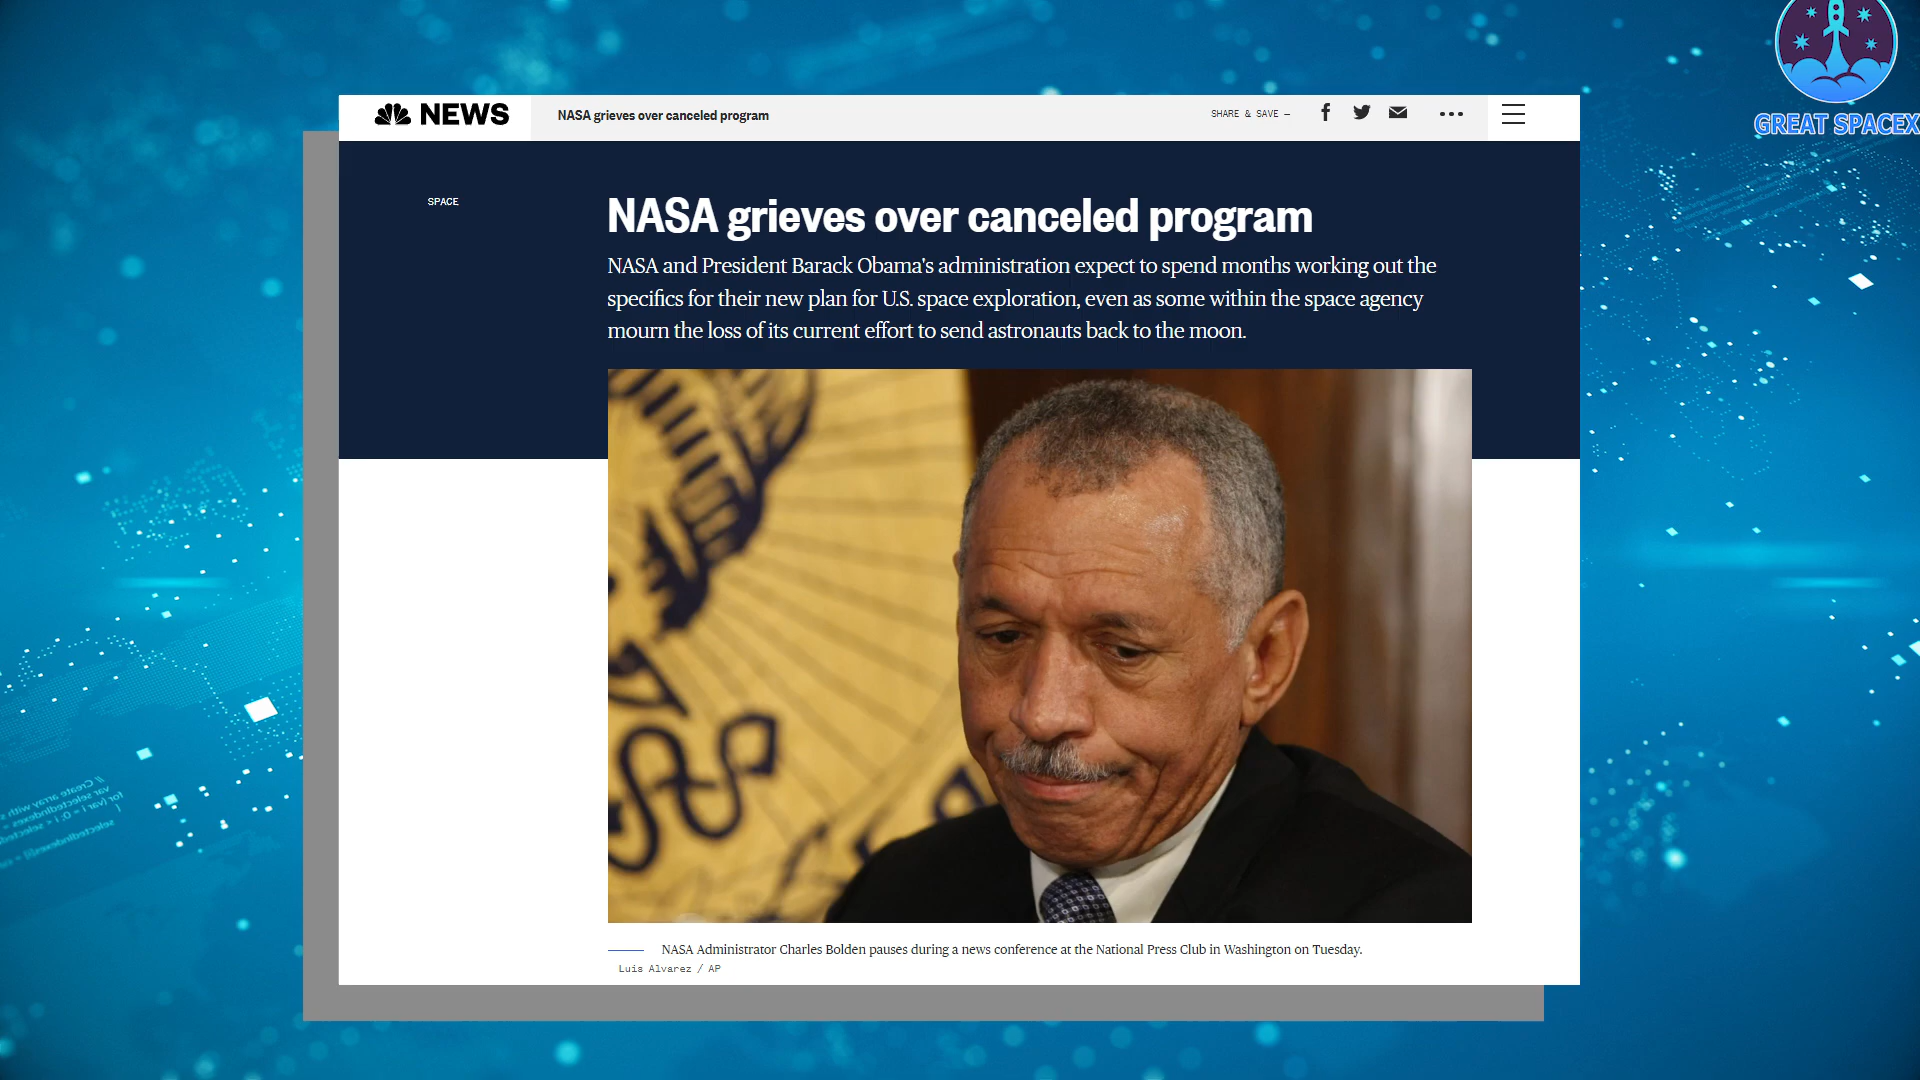 GREAT SPACEX
NEWS
NASA grieves over canceled program
SHARE & SAVE —
SPACE
NASA grieves over canceled program
NASA and President Barack Obama's administration expect to spend months working out the
specifics for their new plan for U.S. space exploration, even as some within the space agency
mourn the loss of its current effort to send astronauts back to the moon.
NASA Administrator Charles Bolden pauses during a news conference at the National Press Club in Washington on Tuesday.
Luis Alvarez / AP